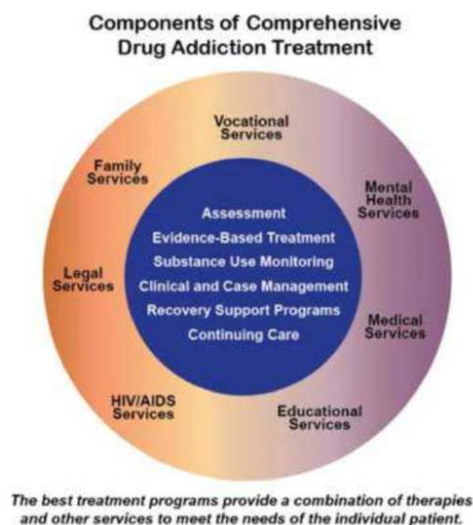 Components of Comprehensive
Drug Addiction Treatment
Vocational
Services
Family
Services
Mental
Health
Services
Assessment
Evidence-Based Treatment
Substance Use Monitoring
Clinical and Case Management
Recovery Support Programs
Continuing Care
Legal
Services
Medical
Services
HIV/AIDS
Services
Educational
Services
The best treatment programs provide a combination of therapies
and other services to meet the needs of the individual patient.